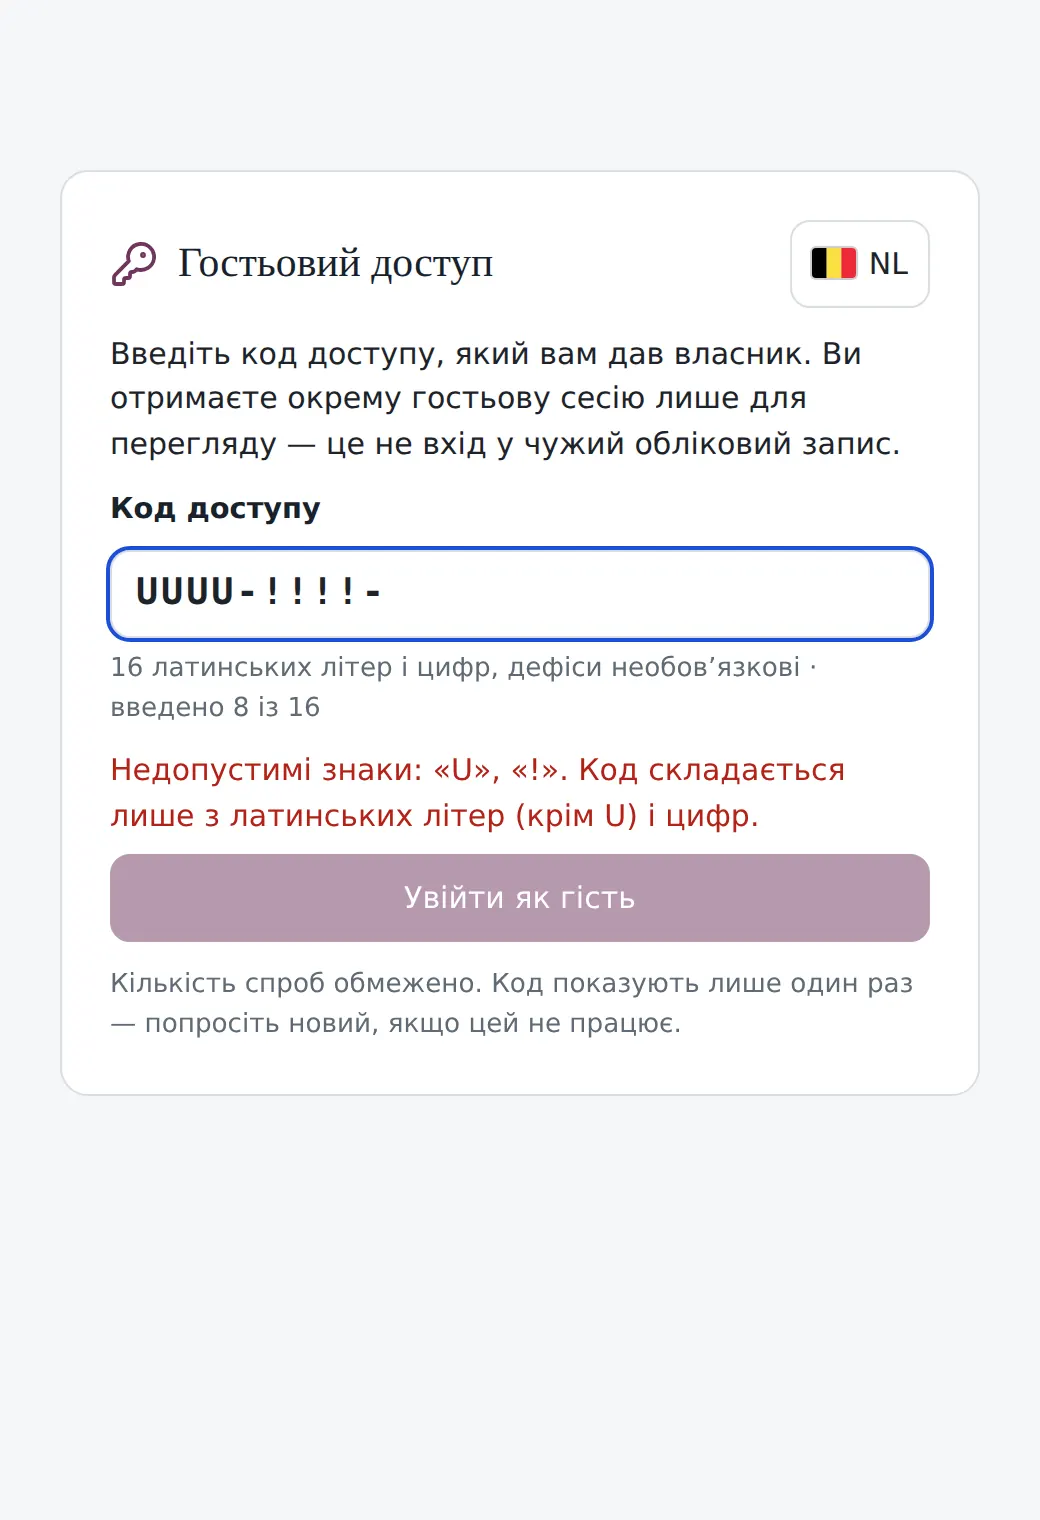 Гостьовий доступ
NL
Введіть код доступу, який вам дав власник. Ви
отримаєте окрему гостьову сесію лише для
перегляду — це не вхід у чужий обліковий запис.
Код доступу
UUUU-!!!!-
16 латинських літер і цифр, дефіси необов’язкові ·
введено 8 із 16
Недопустимі знаки: «U», «!». Код складається
лише з латинських літер (крім U) і цифр.
Увійти як гість
Кількість спроб обмежено. Код показують лише один раз
— попросіть новий, якщо цей не працює.